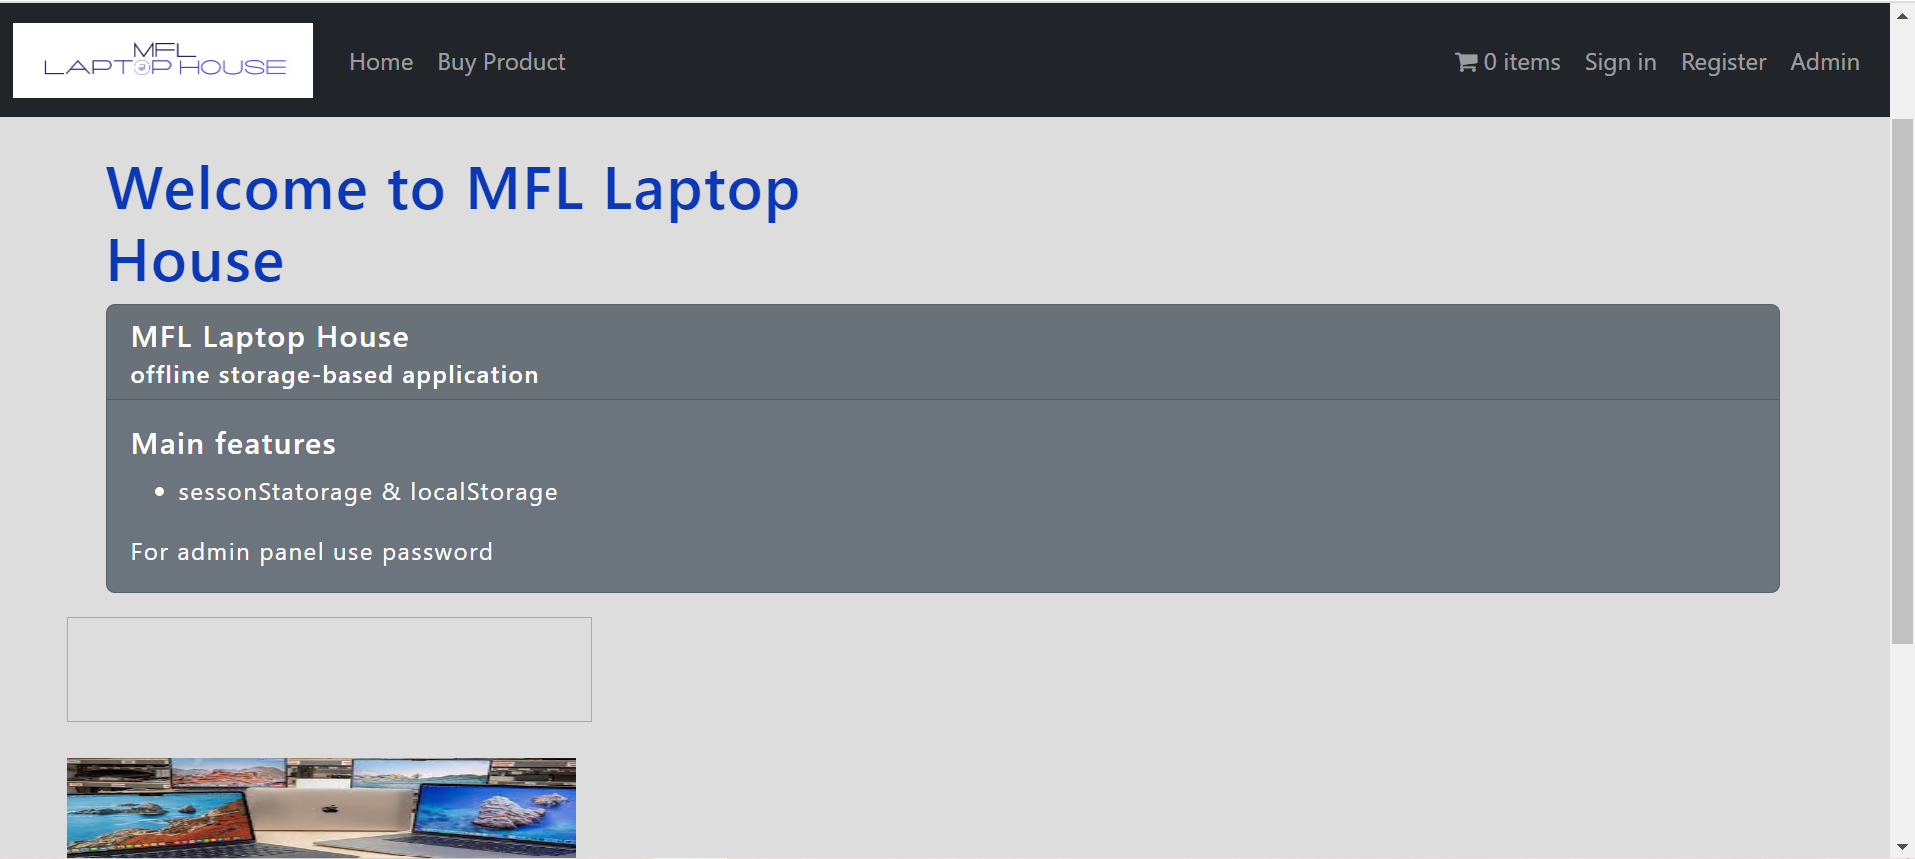 MFL
LAPTOP HOUSE
Home Buy Product 0 items Sign in Register Admin
Welcome to MFL Laptop
House
MFL Laptop House
offline storage-based application
Main features
• sessonStatorage & localStorage
For admin panel use password